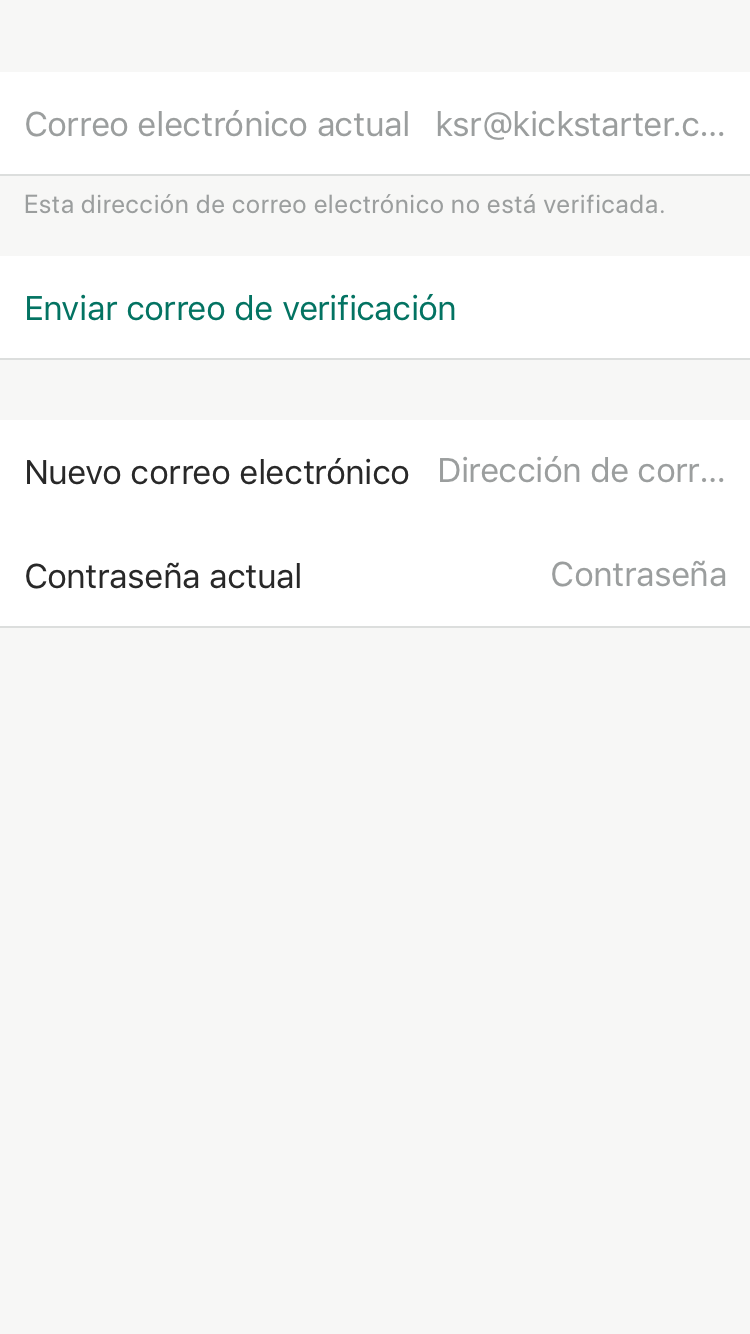 Correo electrónico actual ksr@kickstarter.c...
Esta dirección de correo electrónico no está verificada.
Enviar correo de verificación
Nuevo correo electrónico Dirección de corr...
Contraseña actual Contraseña